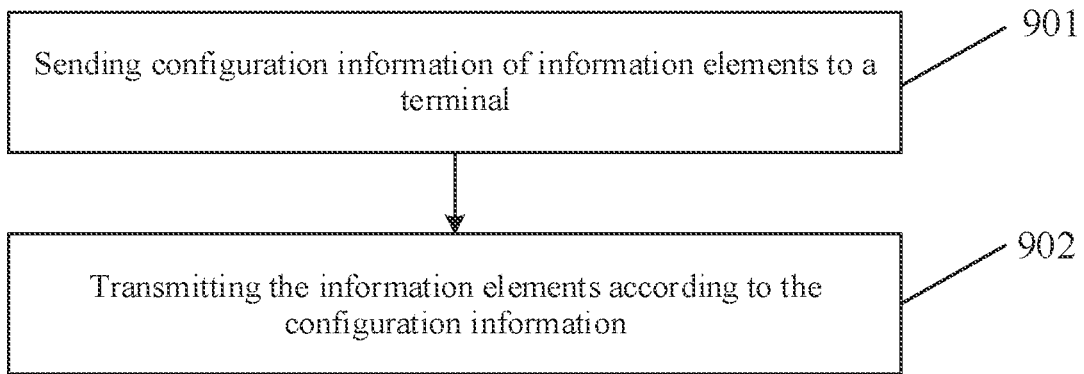 901
Sending configuration information of information elements to a
terminal
902
Transmitting the information elements according to the
configuration information